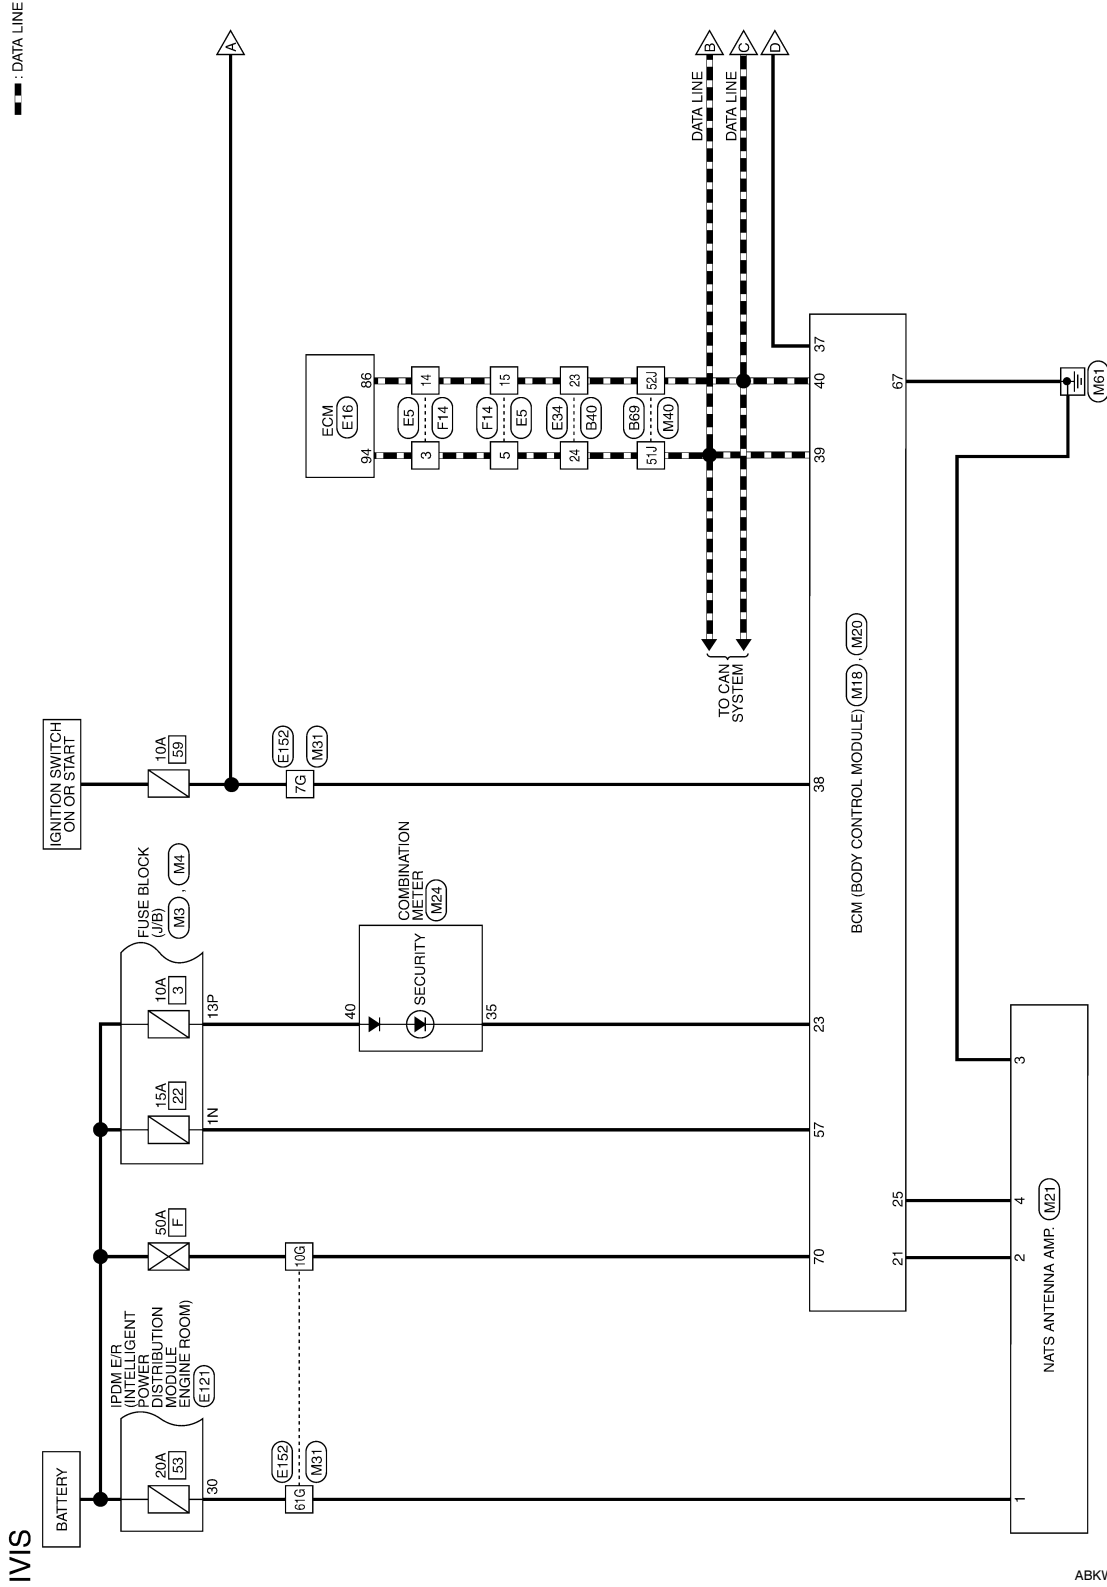 IVIS
BATTERY
20A
53
30
IPDM E/R
(INTELLIGENT
POWER
DISTRIBUTION
MODULE
ENGINE ROOM)
E121
50A
F
15A
22
1N
10A
3
13P
FUSE BLOCK
(J/B)
M3 , M4
IGNITION SWITCH
ON OR START
10A
59
A
: DATA LINE
61G
E152
M31
10G
7G
E152
M31
40
SECURITY
35
COMBINATION
METER
M24
ECM
E16
94
86
3
E5
F14
14
5
F14
E5
15
24
E34
B40
23
51J
B69
M40
52J
DATA LINE
B
DATA LINE
C
D
TO CAN
SYSTEM
70
57
23
38
39
40
37
BCM (BODY CONTROL MODULE) M18 , M20
21
25
67
M61
1
2
4
3
NATS ANTENNA AMP. M21
ABKW